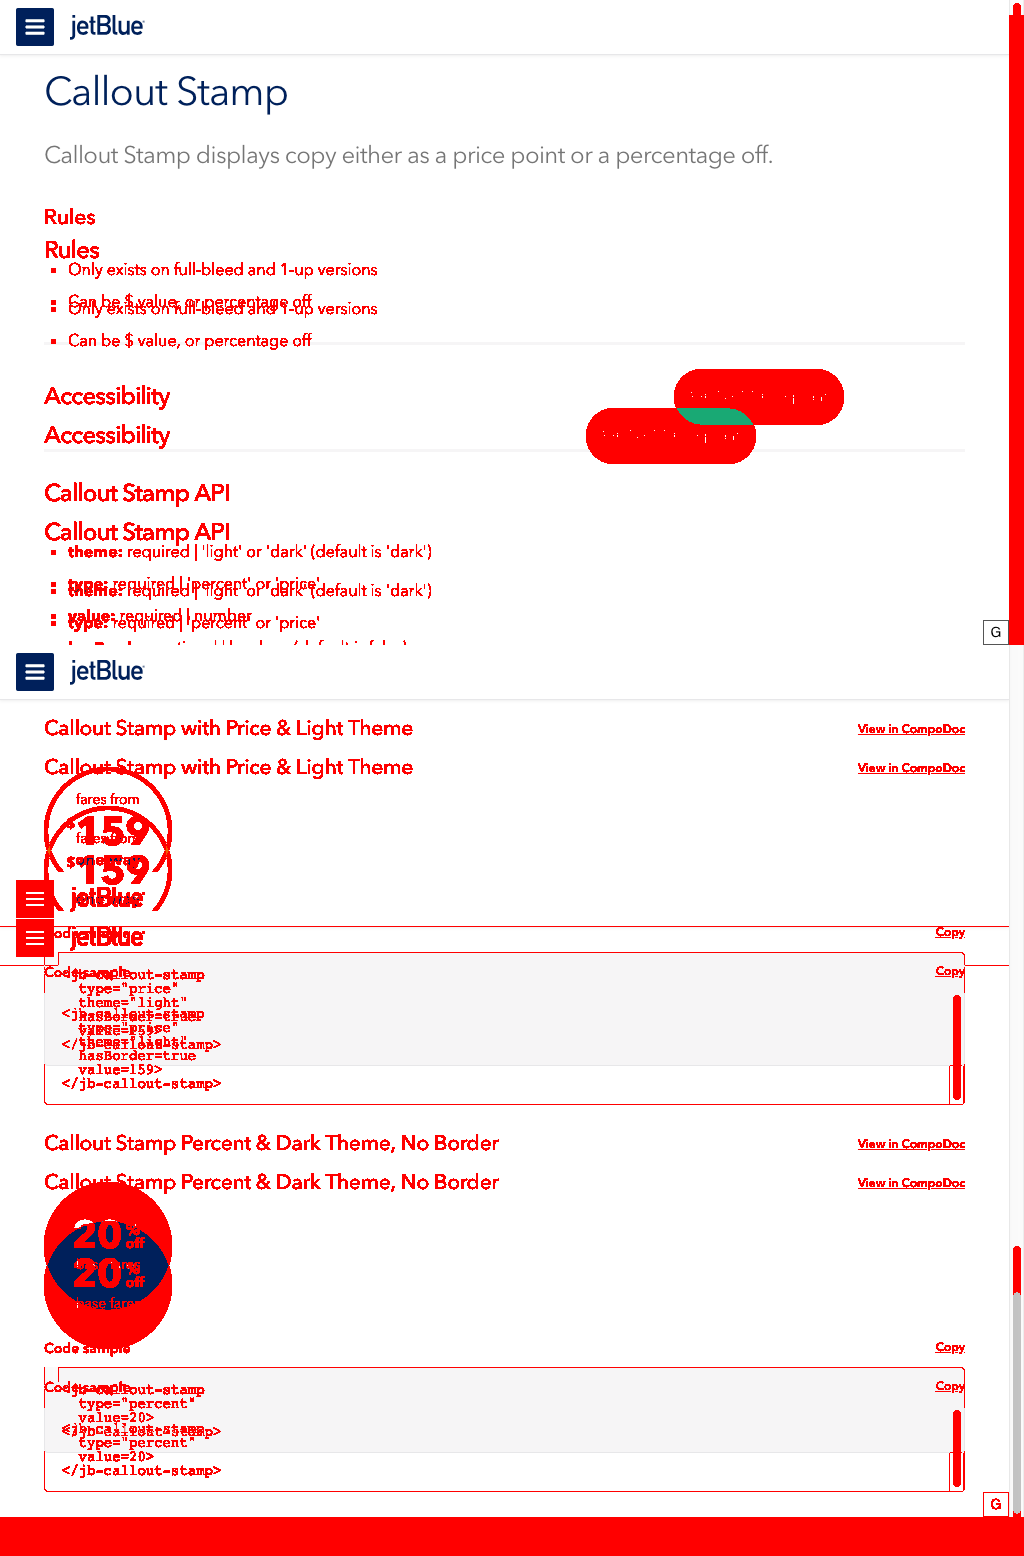 jetBlue
Callout Stamp
Callout Stamp displays copy either as a price point or a percentage off.
Rules
Rules
Only exists on full-bleed and 1-up versions
Can be $ value, or percentage off
Only exists on full-bleed and 1-up versions
Can be $ value, or percentage off
Accessibility
Accessibility
Callout Stamp API
Callout Stamp API
theme: required | 'light' or 'dark' (default is 'dark')
type: required | 'percent' or 'price'
theme: required | 'light' or 'dark' (default is 'dark')
value: required | number
type: required | 'percent' or 'price'
G
jetBlue
Callout Stamp with Price & Light Theme View in CompoDoc
Callout Stamp with Price & Light Theme View in CompoDoc
fares from
$159
fares from
$159
jetBlue
jetBlue
Copy
Code sample Copy
<jb-callout-stamp
type="price"
theme="light"
<jb-callout-stamp
hasBorder=true
type="price"
value=159>
theme="light"
</jb-callout-stamp>
hasBorder=true
value=159>
</jb-callout-stamp>
Callout Stamp Percent & Dark Theme, No Border View in CompoDoc
Callout Stamp Percent & Dark Theme, No Border View in CompoDoc
20% off
base fares
20% off
base fares
Code sample Copy
Code sample Copy
<jb-callout-stamp
type="percent"
value=20>
<jb-callout-stamp
</jb-callout-stamp>
type="percent"
value=20>
</jb-callout-stamp>
G